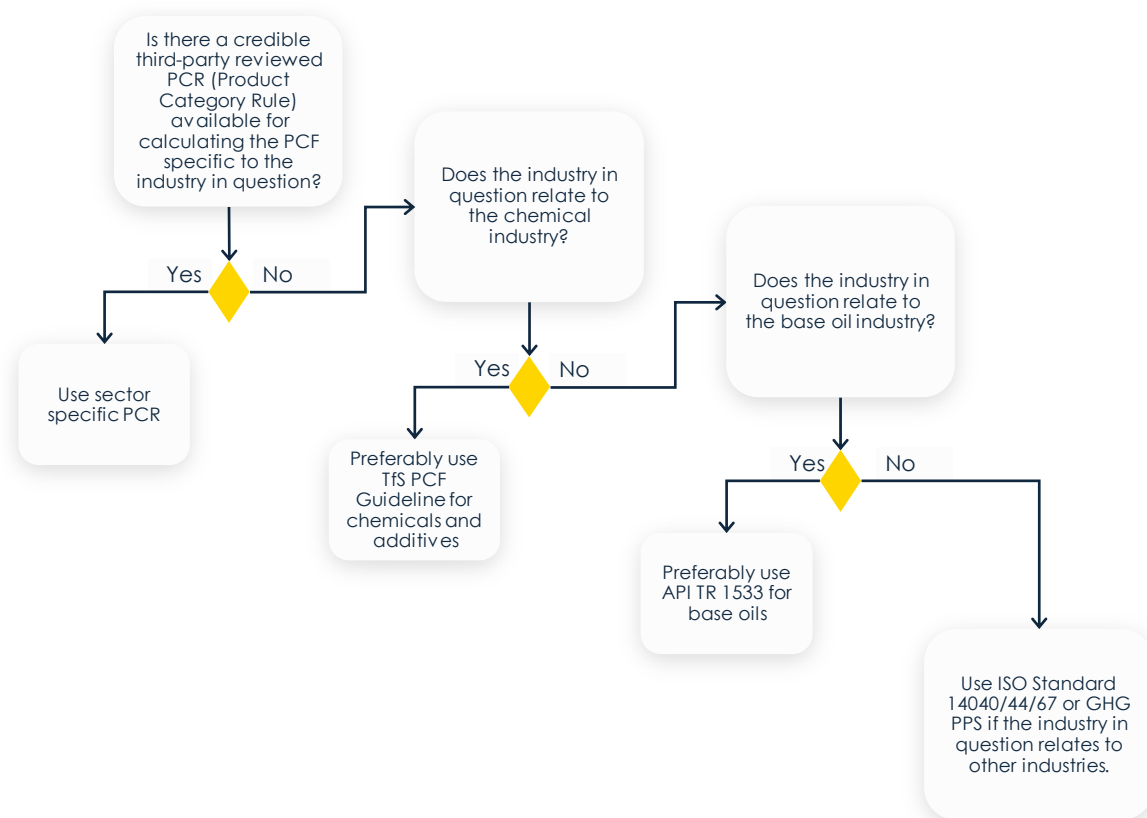 Is there a credible
third-party reviewed
PCR (Product
Category Rule)
available for
calculating the PCF
specific to the
industry in question?
Yes
No
Use sector
specific PCR
Does the industry in
question relate to
the chemical
industry?
Yes
No
Preferably use
TfS PCF
Guideline for
chemicals and
additives
Does the industry in
question relate to
the base oil industry?
Yes
No
Preferably use
API TR 1533 for
base oils
Use ISO Standard
14040/44/67 or GHG
PPS if the industry in
question relates to
other industries.